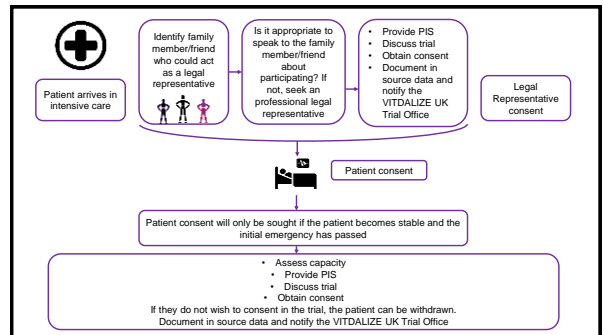 Patient arrives in
intensive care
Identify family
member/friend
who could act
as a legal
representative
Is it appropriate to
speak to the family
member/friend
about
participating? If
not, seek an
professional legal
representative
• Provide PIS
• Discuss trial
• Obtain consent
• Document in
source data and
notify the
VITDALIZE UK
Trial Office
Legal
Representative
consent
Patient consent
Patient consent will only be sought if the patient becomes stable and the
initial emergency has passed
• Assess capacity
• Provide PIS
• Discuss trial
• Obtain consent
If they do not wish to consent in the trial, the patient can be withdrawn.
Document in source data and notify the VITDALIZE UK Trial Office